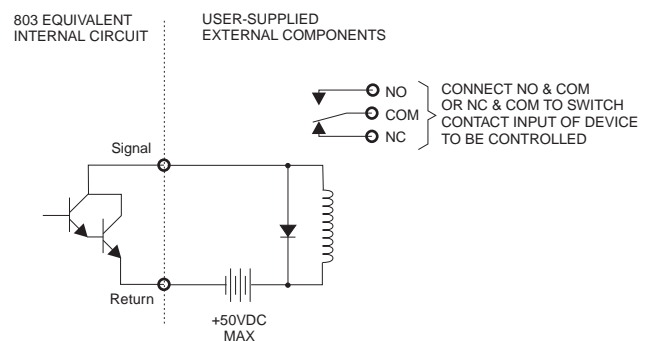 803 EQUIVALENT
INTERNAL CIRCUIT
USER-SUPPLIED
EXTERNAL COMPONENTS
NO
COM
NC
CONNECT NO & COM
OR NC & COM TO SWITCH
CONTACT INPUT OF DEVICE
TO BE CONTROLLED
Signal
Return
+50VDC
MAX